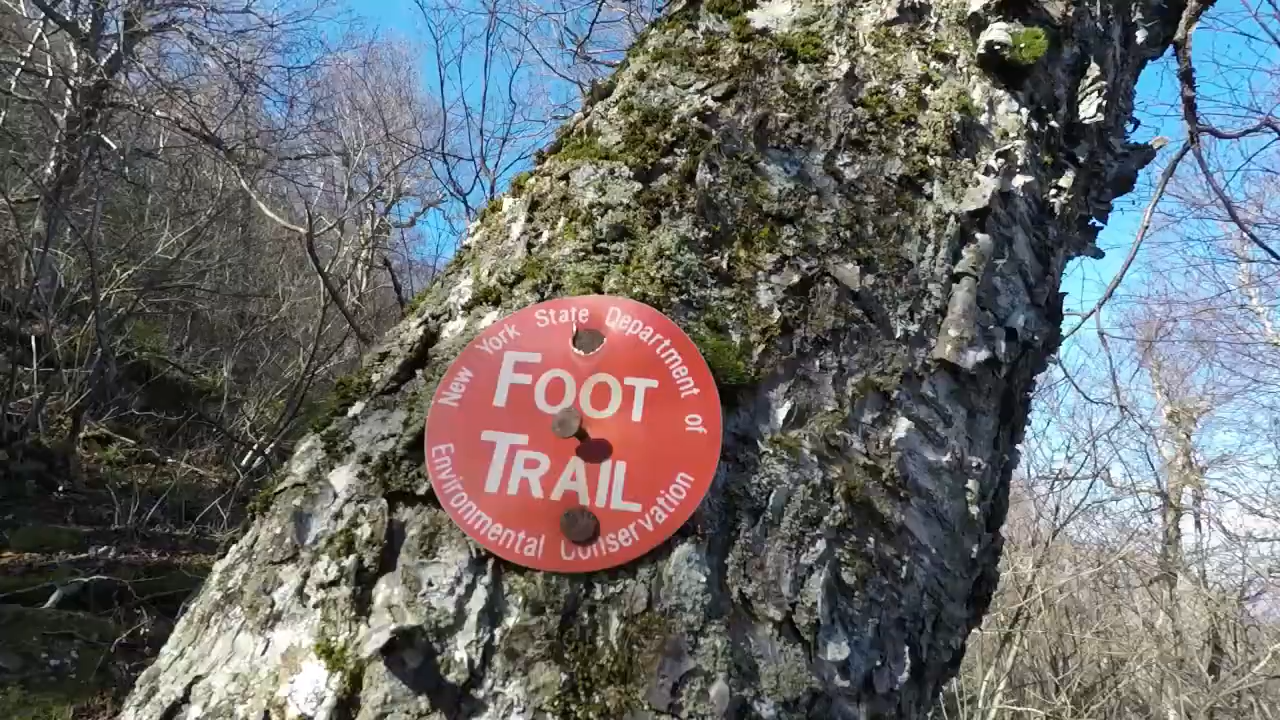 New York State Department of
FOOT
TRAIL
Environmental Conservation